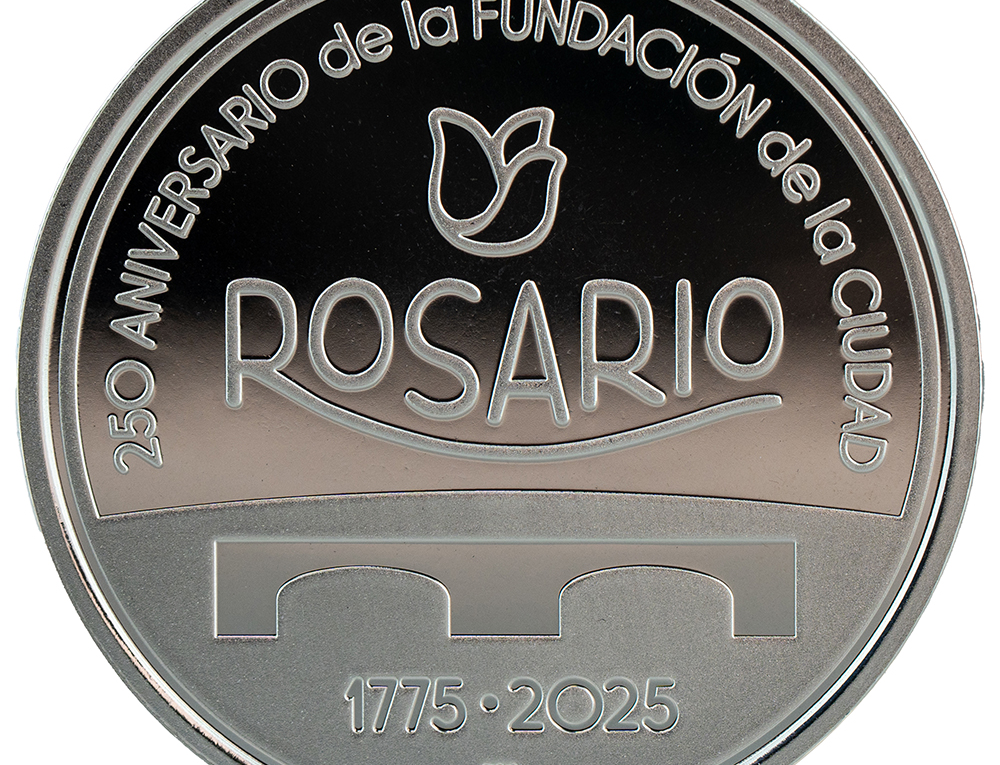 250 ANIVERSARIO de la FUNDACIÓN de la CIUDAD
ROSARIO
1775 · 2025